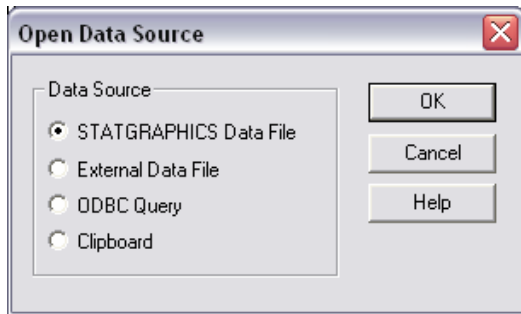 Open Data Source
Data Source
STATGRAPHICS Data File
External Data File
ODBC Query
Clipboard
OK
Cancel
Help